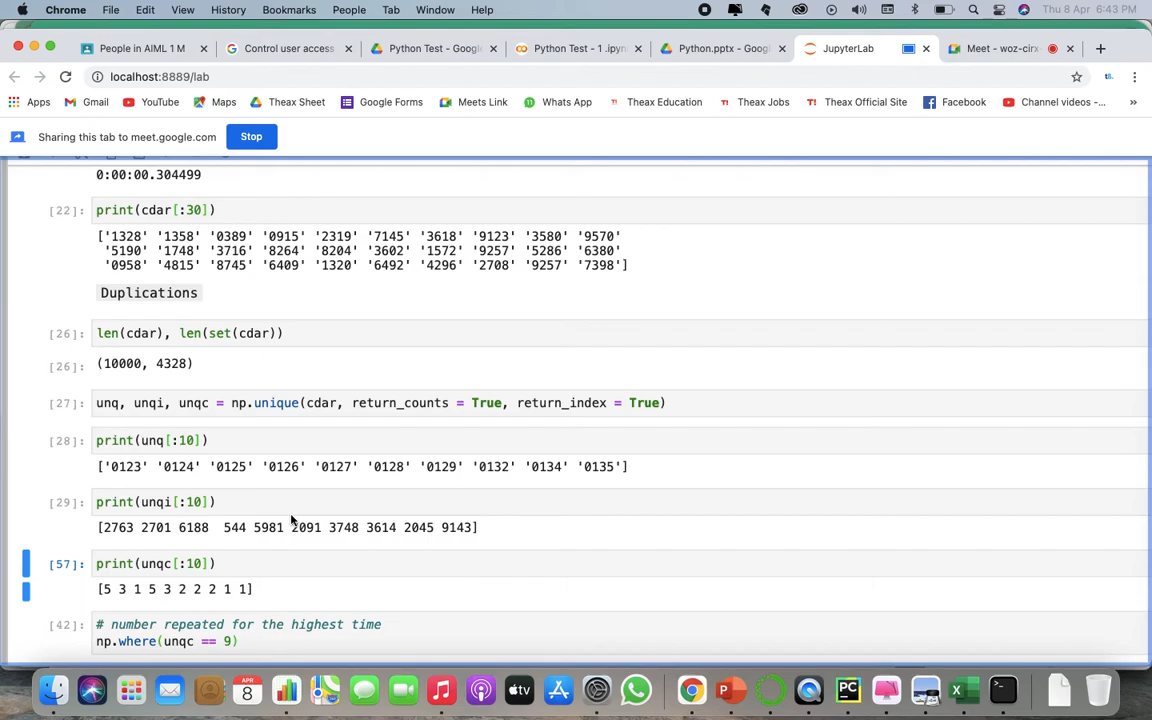 Chrome File Edit View History Bookmarks People Tab Window Help Thu 8 Apr 6:43 PM
People in AIML 1 M Control user access Python Test - Googl Python Test - 1 .ipyn Python.pptx - Goog JupyterLab Meet - woz-cirx
localhost:8889/lab
Apps Gmail YouTube Maps Theax Sheet Google Forms Meets Link Whats App Theax Education Theax Jobs Theax Official Site Facebook Channel videos -... »
Sharing this tab to meet.google.com Stop
0:00:00.304499
[22]: print(cdar[:30])
['1328' '1358' '0389' '0915' '2319' '7145' '3618' '9123' '3580' '9570'
'5190' '1748' '3716' '8264' '8204' '3602' '1572' '9257' '5286' '6380'
'0958' '4815' '8745' '6409' '1320' '6492' '4296' '2708' '9257' '7398']
Duplications
[26]: len(cdar), len(set(cdar))
[26]: (10000, 4328)
[27]: unq, unqi, unqc = np.unique(cdar, return_counts = True, return_index = True)
[28]: print(unq[:10])
['0123' '0124' '0125' '0126' '0127' '0128' '0129' '0132' '0134' '0135']
[29]: print(unqi[:10])
[2763 2701 6188 544 5981 2091 3748 3614 2045 9143]
[57]: print(unqc[:10])
[5 3 1 5 3 2 2 2 1 1]
[42]: # number repeated for the highest time
np.where(unqc == 9)